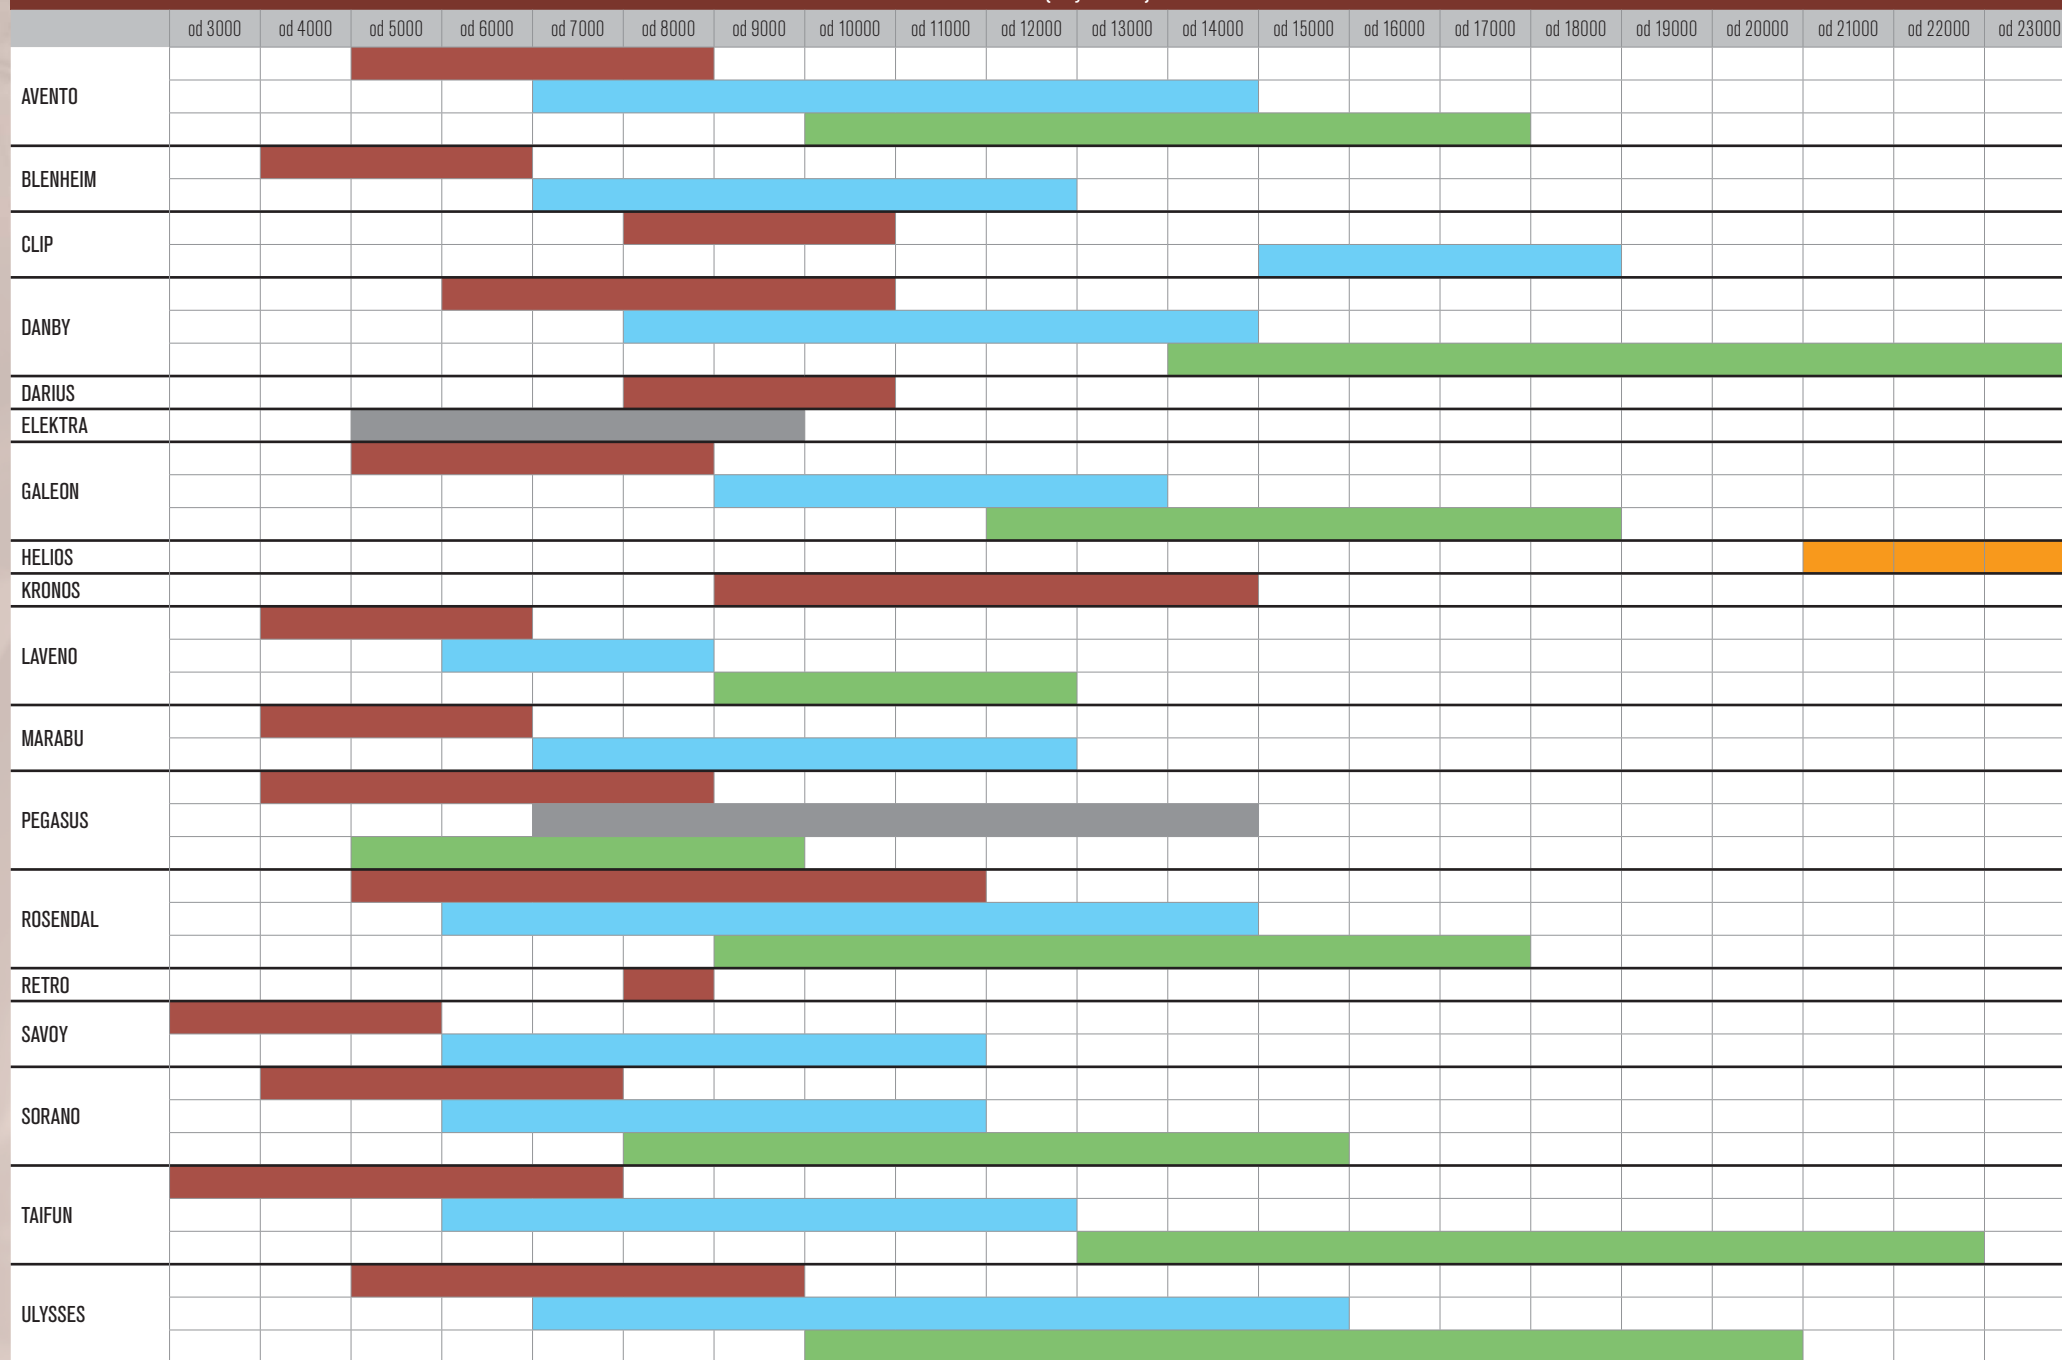 od 3000 od 4000 od 5000 od 6000 od 7000 od 8000 od 9000 od 10000 od 11000 od 12000 od 13000 od 14000 od 15000 od 16000 od 17000 od 18000 od 19000 od 20000 od 21000 od 22000 od 23000
AVENTO
BLENHEIM
CLIP
DANBY
DARIUS
ELEKTRA
GALEON
HELIOS
KRONOS
LAVENO
MARABU
PEGASUS
ROSENDAL
RETRO
SAVOY
SORANO
TAIFUN
ULYSSES